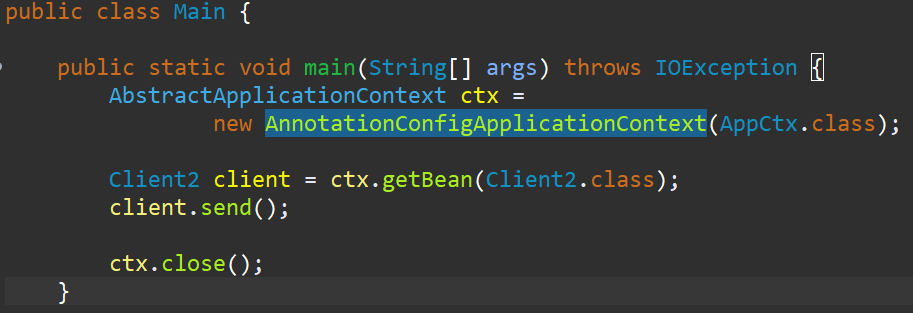 public class Main {
public static void main(String[] args) throws IOException {
AbstractApplicationContext ctx =
new AnnotationConfigApplicationContext(AppCtx.class);
Client2 client = ctx.getBean(Client2.class);
client.send();
ctx.close();
}